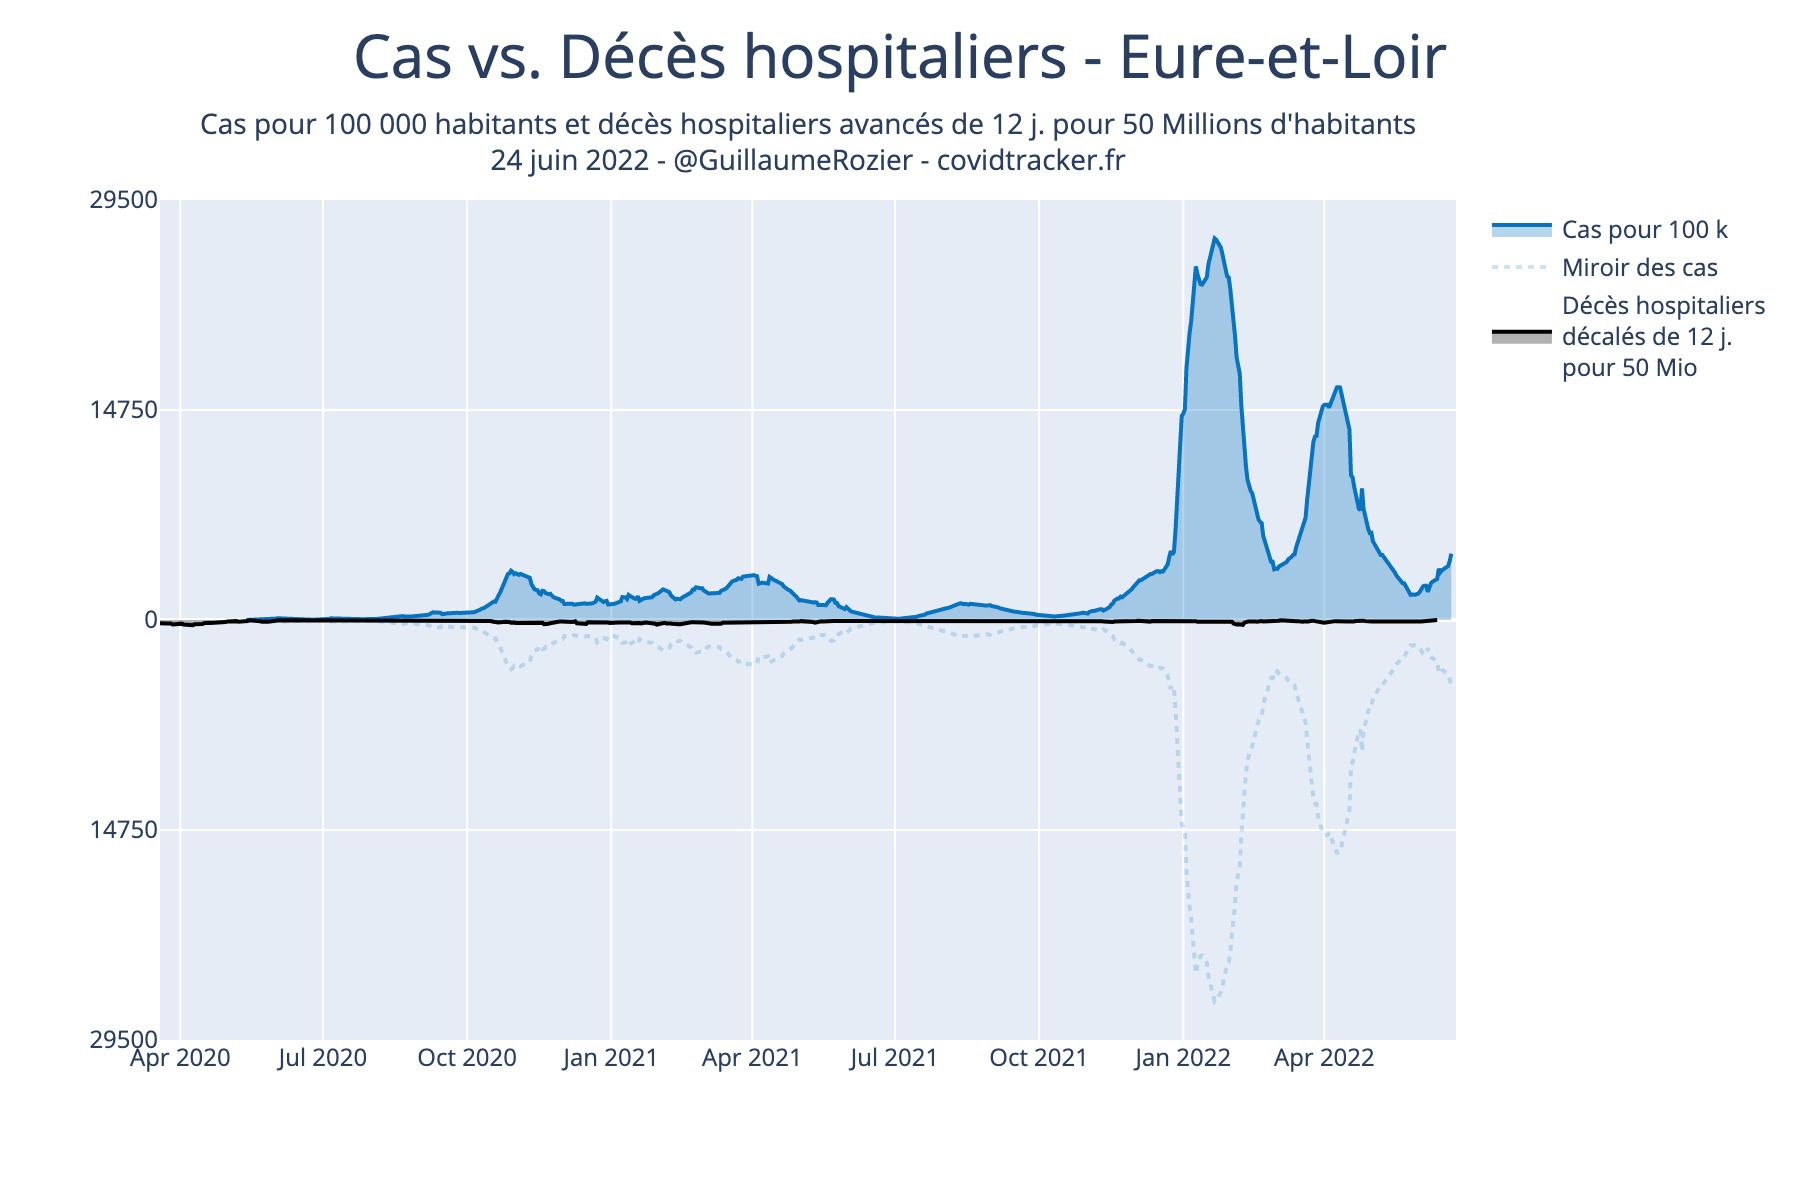 Cas vs. Décès hospitaliers - Eure-et-Loir
Cas pour 100 000 habitants et décès hospitaliers avancés de 12 j. pour 50 Millions d'habitants
24 juin 2022 - @GuillaumeRozier - covidtracker.fr
29500
14750
0
14750
29500
Apr 2020
Jul 2020
Oct 2020
Jan 2021
Apr 2021
Jul 2021
Oct 2021
Jan 2022
Apr 2022
Cas pour 100 k
Miroir des cas
Décès hospitaliers
décalés de 12 j.
pour 50 Mio